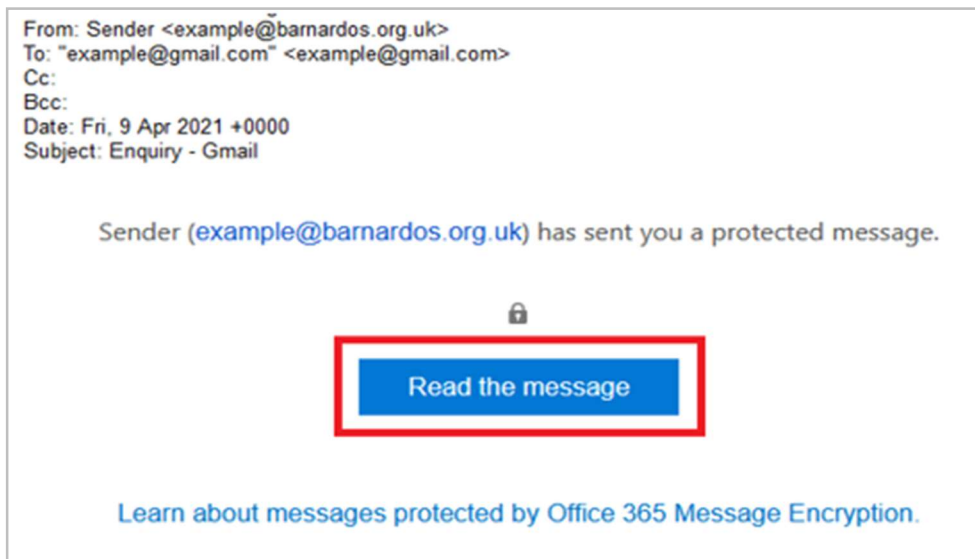 From: Sender <example@barnardos.org.uk>
To: "example@gmail.com" <example@gmail.com>
Cc:
Bcc:
Date: Fri, 9 Apr 2021 +0000
Subject: Enquiry - Gmail
Sender (example@barnardos.org.uk) has sent you a protected message.
Read the message
Learn about messages protected by Office 365 Message Encryption.